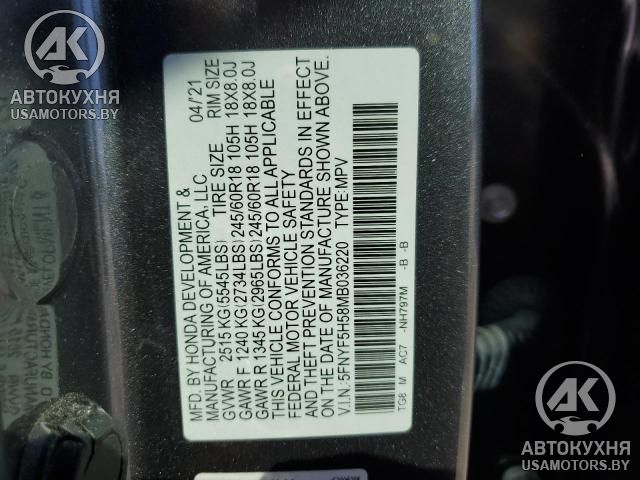 АК
АВТОКУХНЯ
USAMOTORS.BY
MFD. BY HONDA DEVELOPMENT & 04/'21
MANUFACTURING OF AMERICA, LLC
TIRE SIZE RIM SIZE
GVWR 2515 KG(5545LBS)
GAWR F 1240 KG(2734LBS) 245/60R18 105H 18X8.0J
GAWR R 1345 KG(2965LBS) 245/60R18 105H 18X8.0J
THIS VEHICLE CONFORMS TO ALL APPLICABLE
FEDERAL MOTOR VEHICLE SAFETY
AND THEFT PREVENTION STANDARDS IN EFFECT
ON THE DATE OF MANUFACTURE SHOWN ABOVE.
V.I.N.: 5FNYF5H58MB036220 TYPE: MPV
TG8 M AC7 -NH797M -B -B
АК
АВТОКУХНЯ
USAMOTORS.BY